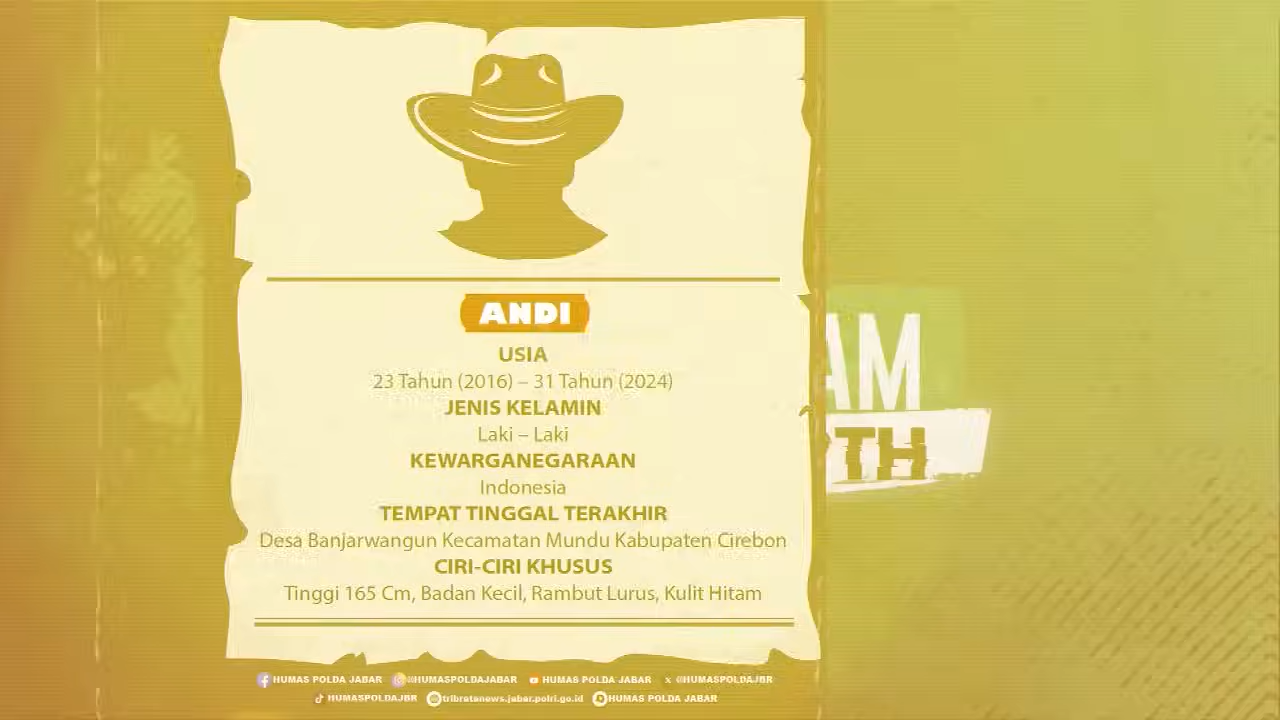 ANDI
USIA
23 Tahun (2016) – 31 Tahun (2024)
JENIS KELAMIN
Laki – Laki
KEWARGANEGARAAN
Indonesia
TEMPAT TINGGAL TERAKHIR
Desa Banjarwangun Kecamatan Mundu Kabupaten Cirebon
CIRI-CIRI KHUSUS
Tinggi 165 Cm, Badan Kecil, Rambut Lurus, Kulit Hitam
AM
TH
HUMAS POLDA JABAR @HUMASPOLDAJABAR HUMAS POLDA JABAR @HUMASPOLDAJBR
HUMASPOLDAJBR tribratanews.jabar.polri.go.id HUMAS POLDA JABAR